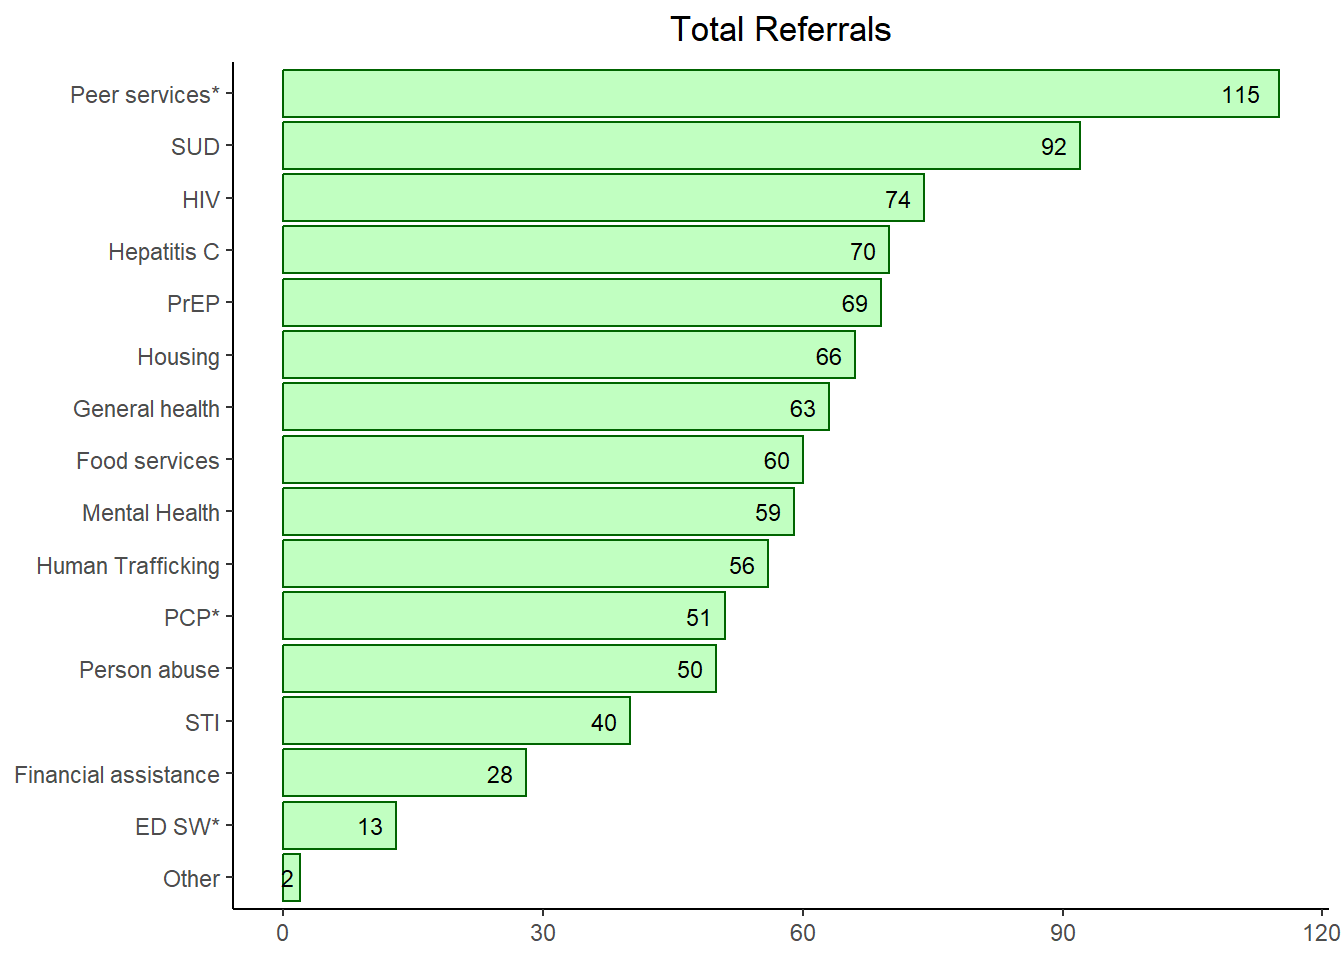 Total Referrals
Peer services* 115
SUD 92
HIV 74
Hepatitis C 70
PrEP 69
Housing 66
General health 63
Food services 60
Mental Health 59
Human Trafficking 56
PCP* 51
Person abuse 50
STI 40
Financial assistance 28
ED SW* 13
Other 2
0 30 60 90 120